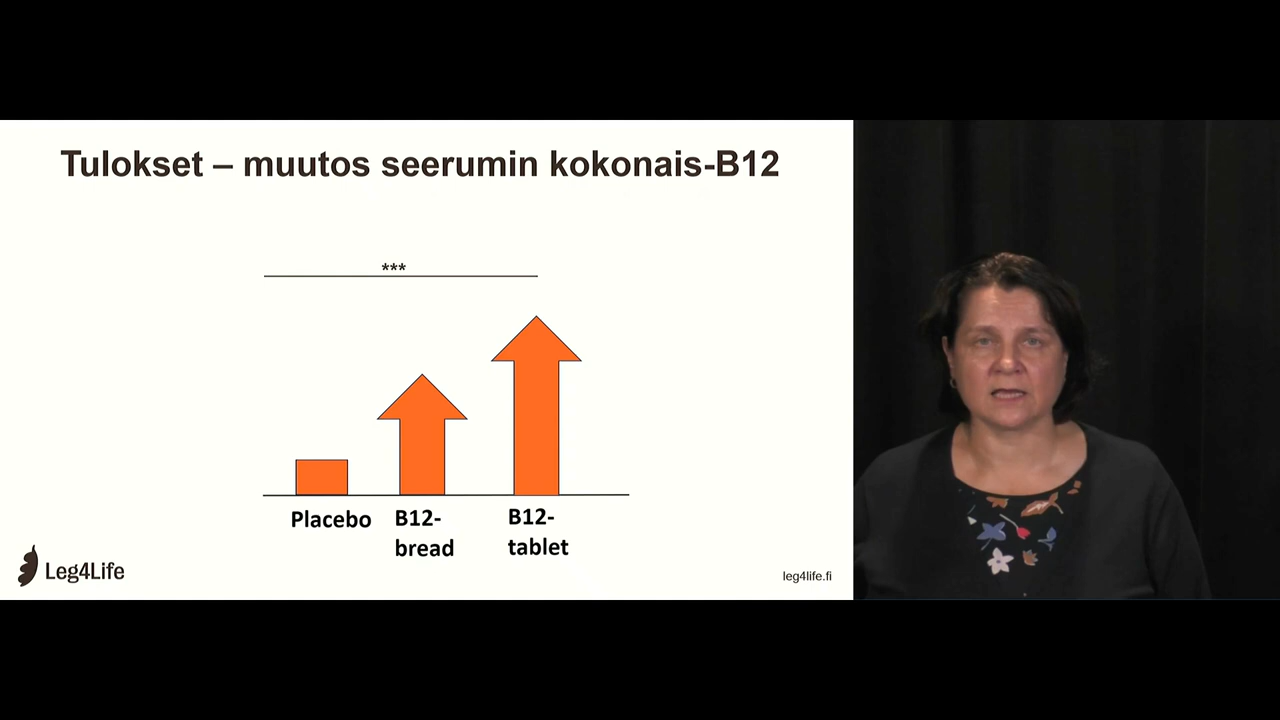 Tulokset – muutos seerumin kokonais-B12
***
Placebo
B12-
bread
B12-
tablet
Leg4Life
leg4life.fi